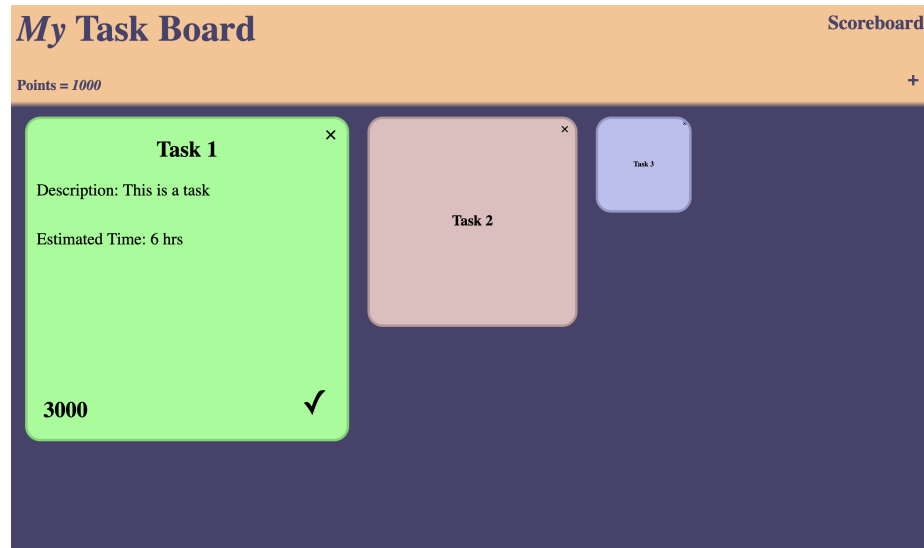 My Task Board
Scoreboard
Points = 1000
+
×
Task 1
Description: This is a task
Estimated Time: 6 hrs
3000 ✓
×
Task 2
×
Task 3